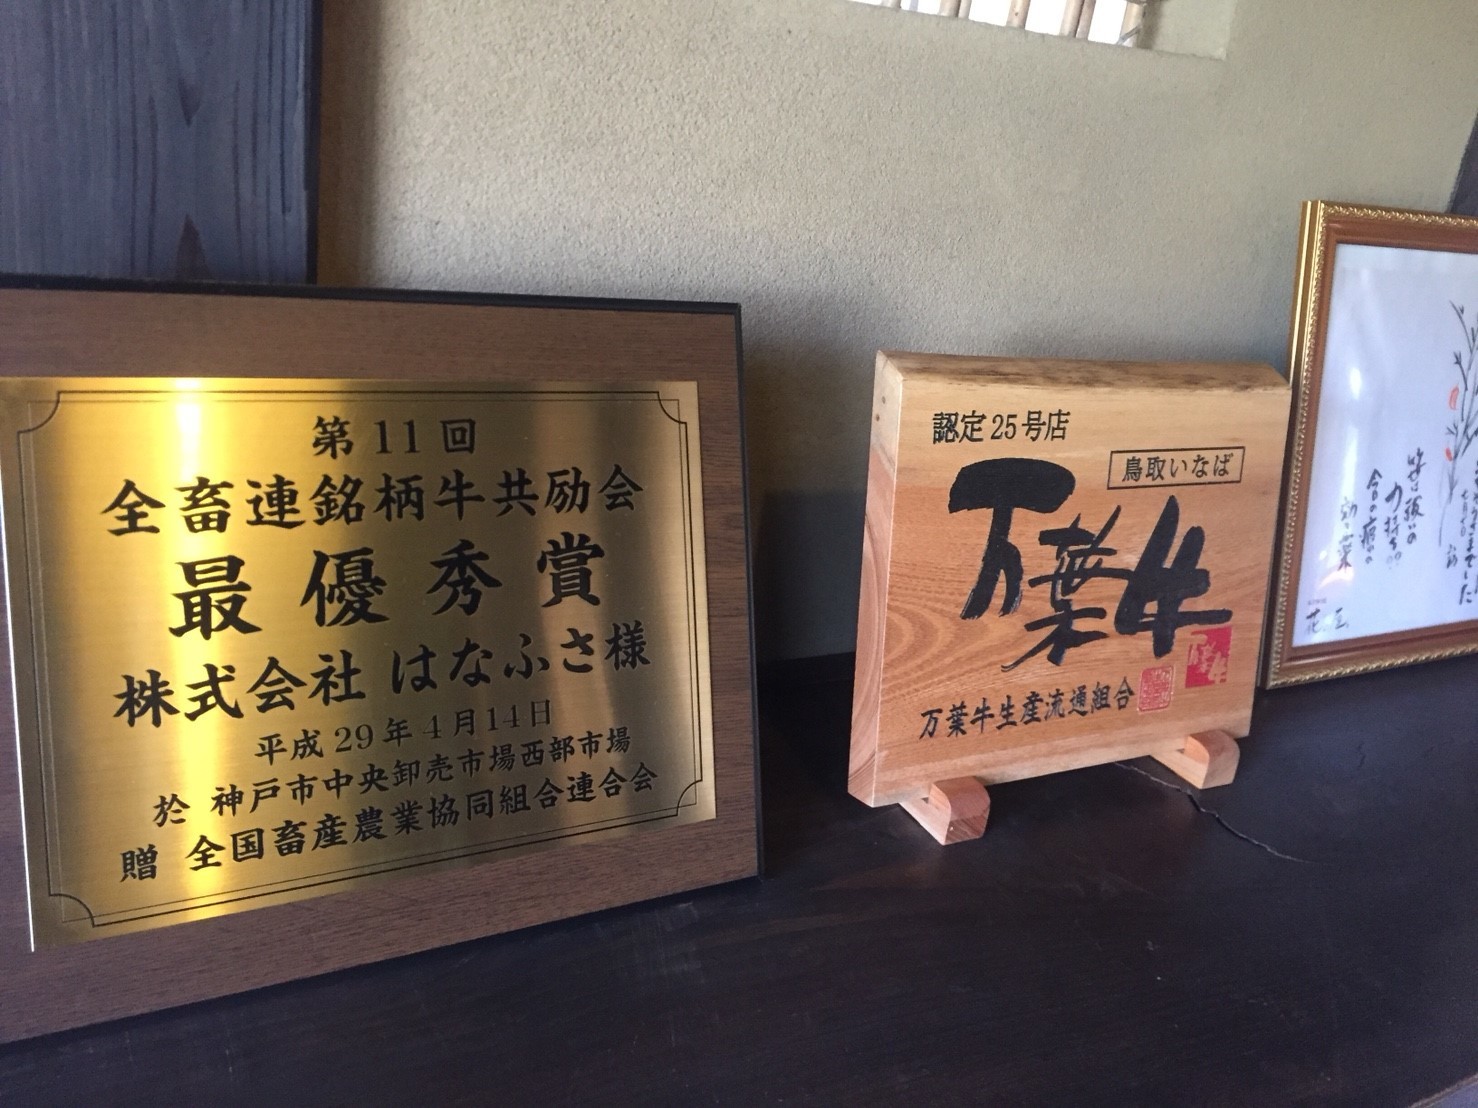 第11回
全畜連銘柄牛共励会
最優秀賞
株式会社 はなふさ様
平成29年4月14日
於 神戸市中央卸売市場西部市場
贈 全国畜産農業協同組合連合会
認定25号店
鳥取いなば
万葉牛
万葉牛生産流通組合